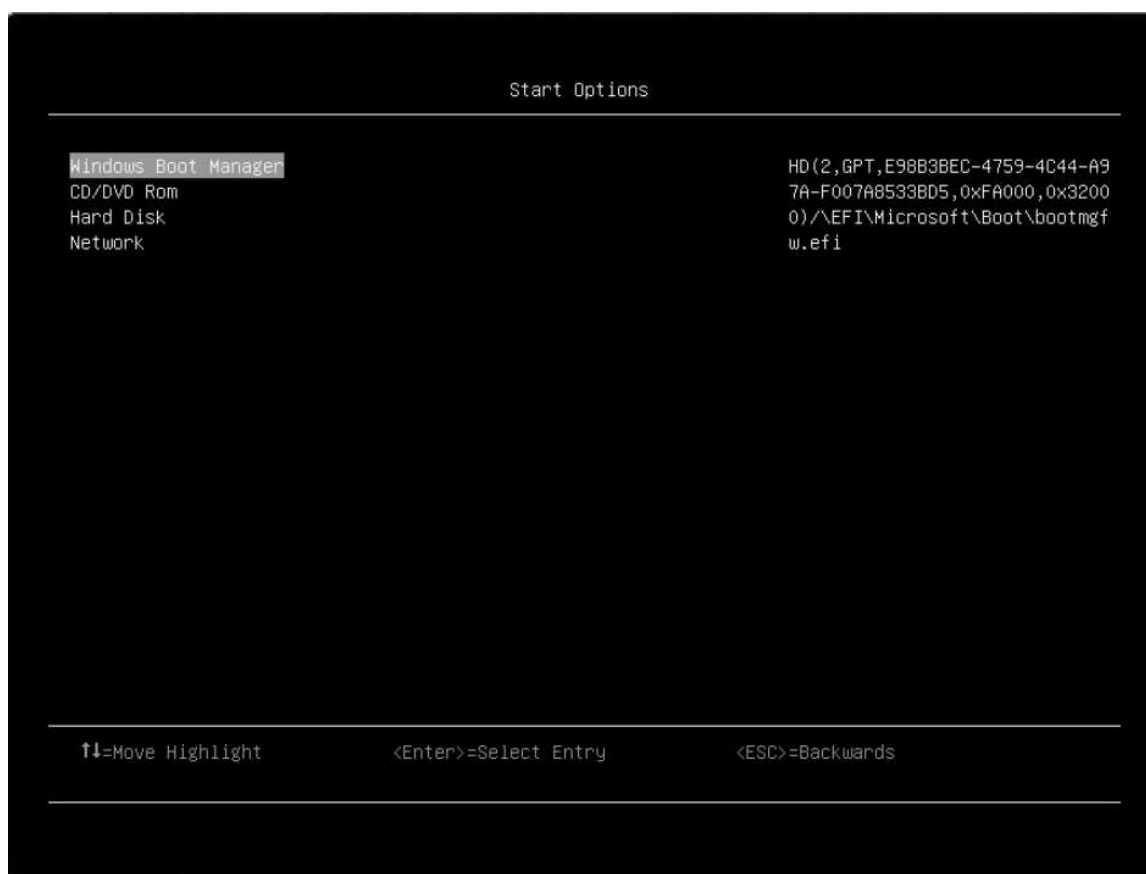 Start Options
Windows Boot Manager
CD/DVD Rom
Hard Disk
Network
HD(2,GPT,E98B3BEC-4759-4C44-A9
7A-F007A8533BD5,0xFA000,0x3200
0)/\EFI\Microsoft\Boot\bootmgf
w.efi
↑↓=Move Highlight
<Enter>=Select Entry
<ESC>=Backwards